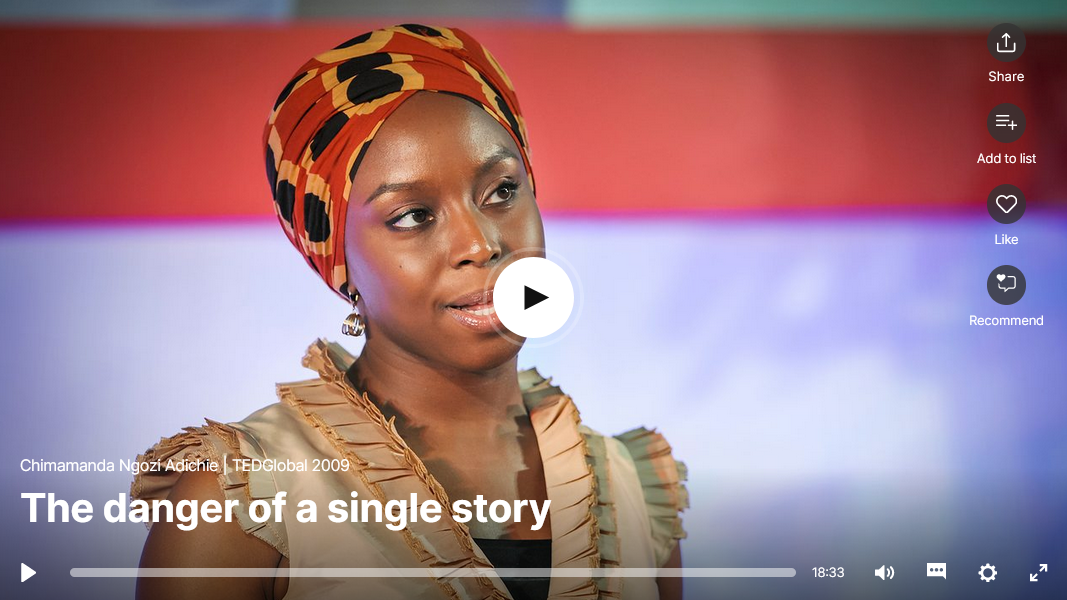 Share
Add to list
Like
Recommend
Chimamanda Ngozi Adichie | TEDGlobal 2009
The danger of a single story
18:33